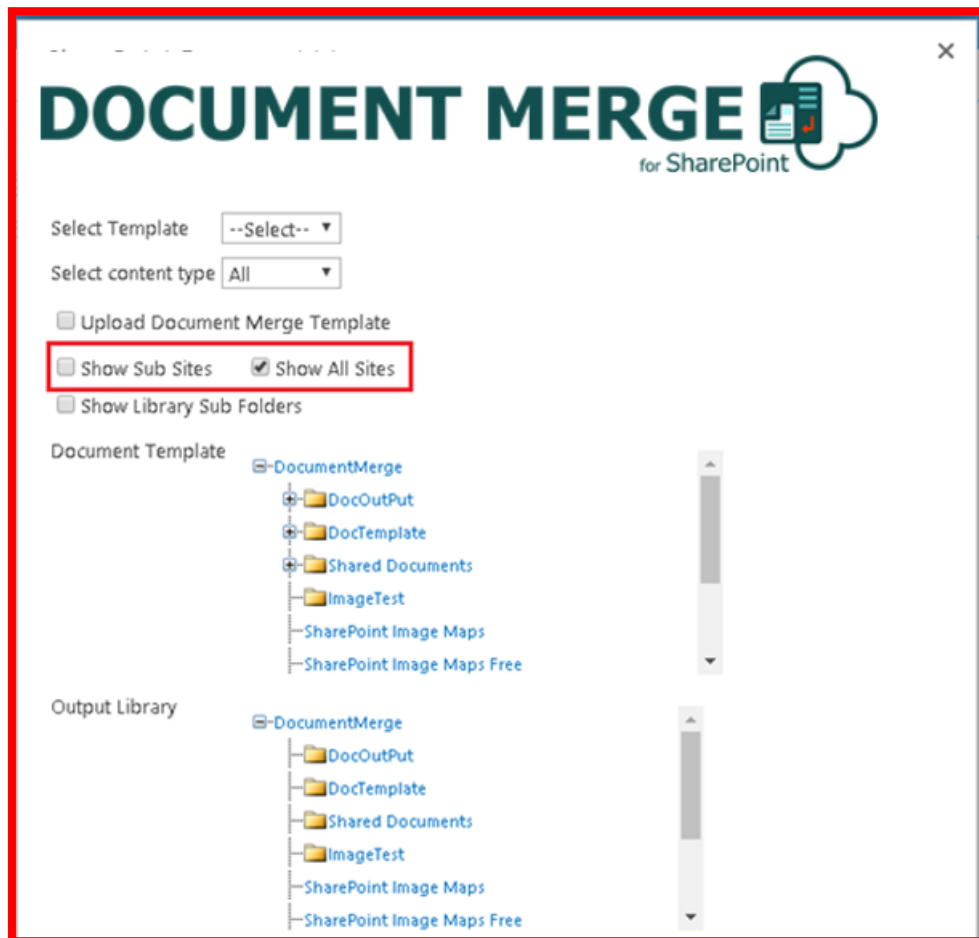 DOCUMENT MERGE
for SharePoint
Select Template --Select--
Select content type All
Upload Document Merge Template
Show Sub Sites Show All Sites
Show Library Sub Folders
Document Template
DocumentMerge
DocOutPut
DocTemplate
Shared Documents
ImageTest
SharePoint Image Maps
SharePoint Image Maps Free
Output Library
DocumentMerge
DocOutPut
DocTemplate
Shared Documents
ImageTest
SharePoint Image Maps
SharePoint Image Maps Free